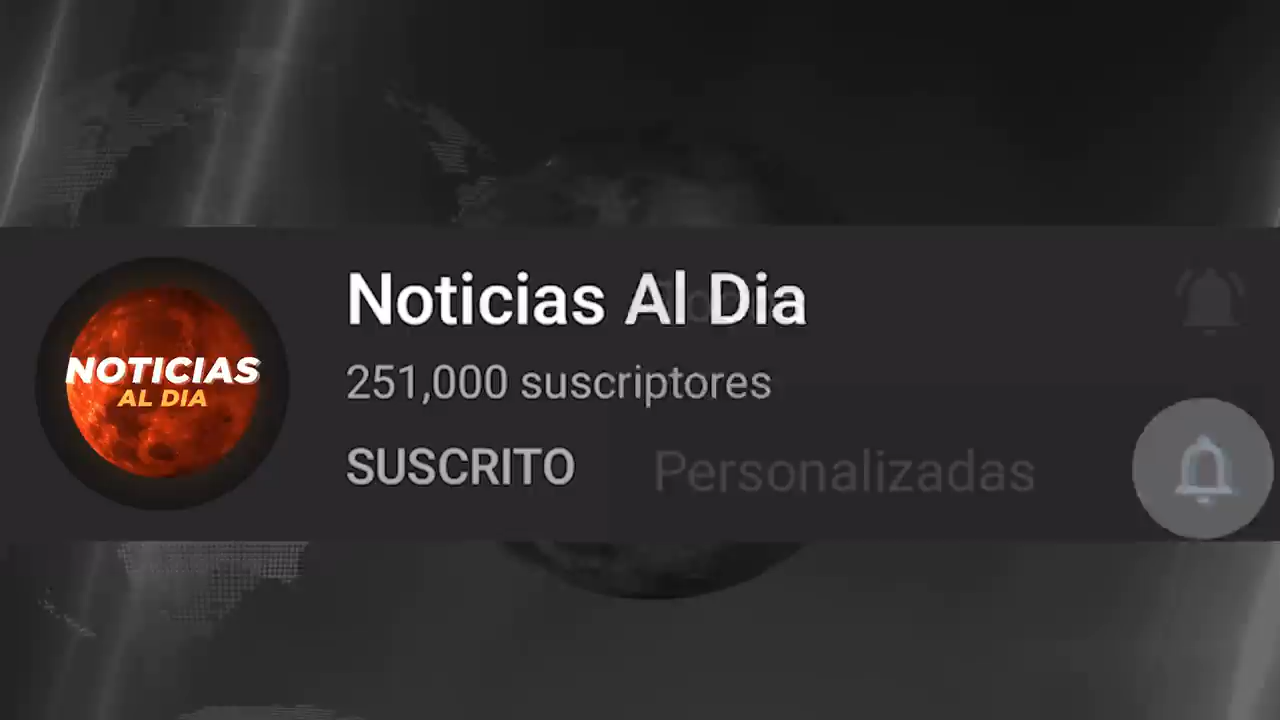 NOTICIAS
AL DIA
Noticias Al Dia
251,000 suscriptores
SUSCRITO
Personalizadas